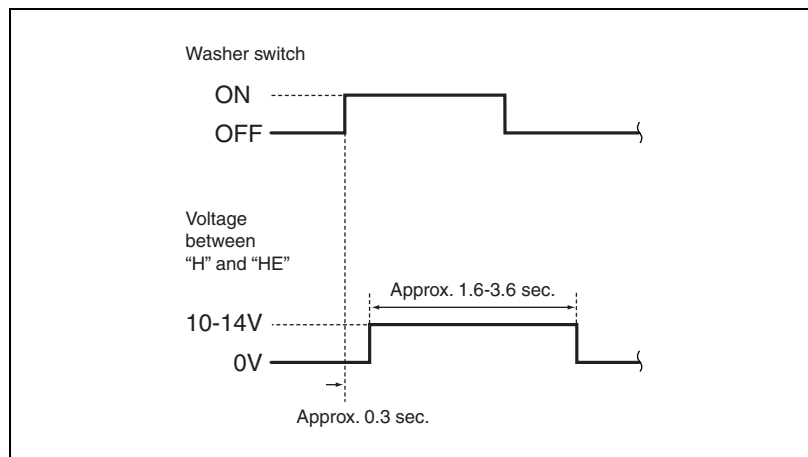 Washer switch
ON
OFF
Voltage
between
“H” and “HE”
Approx. 1.6-3.6 sec.
10-14V
0V
Approx. 0.3 sec.